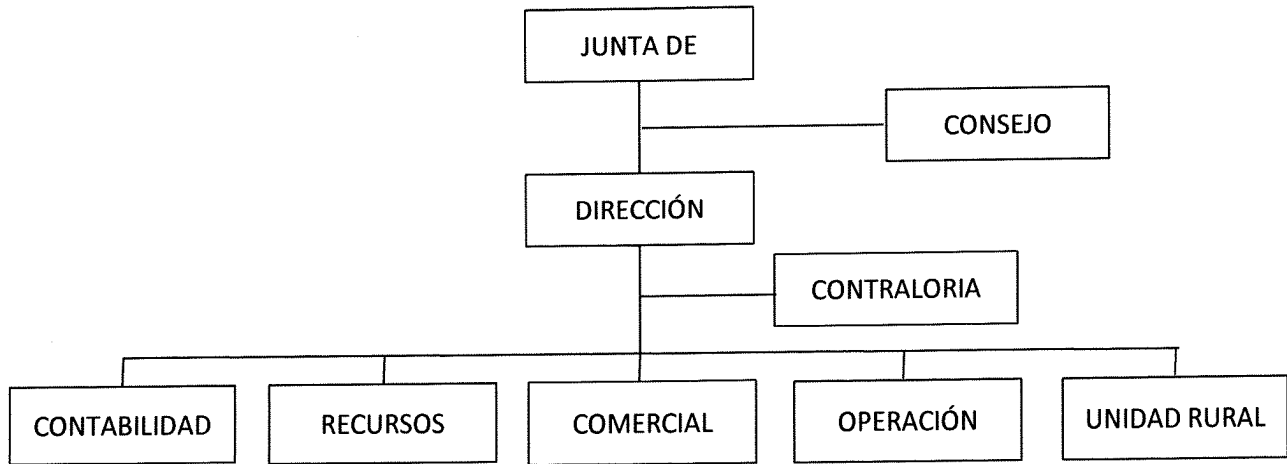 JUNTA DE
CONSEJO
DIRECCIÓN
CONTRALORIA
CONTABILIDAD
RECURSOS
COMERCIAL
OPERACIÓN
UNIDAD RURAL